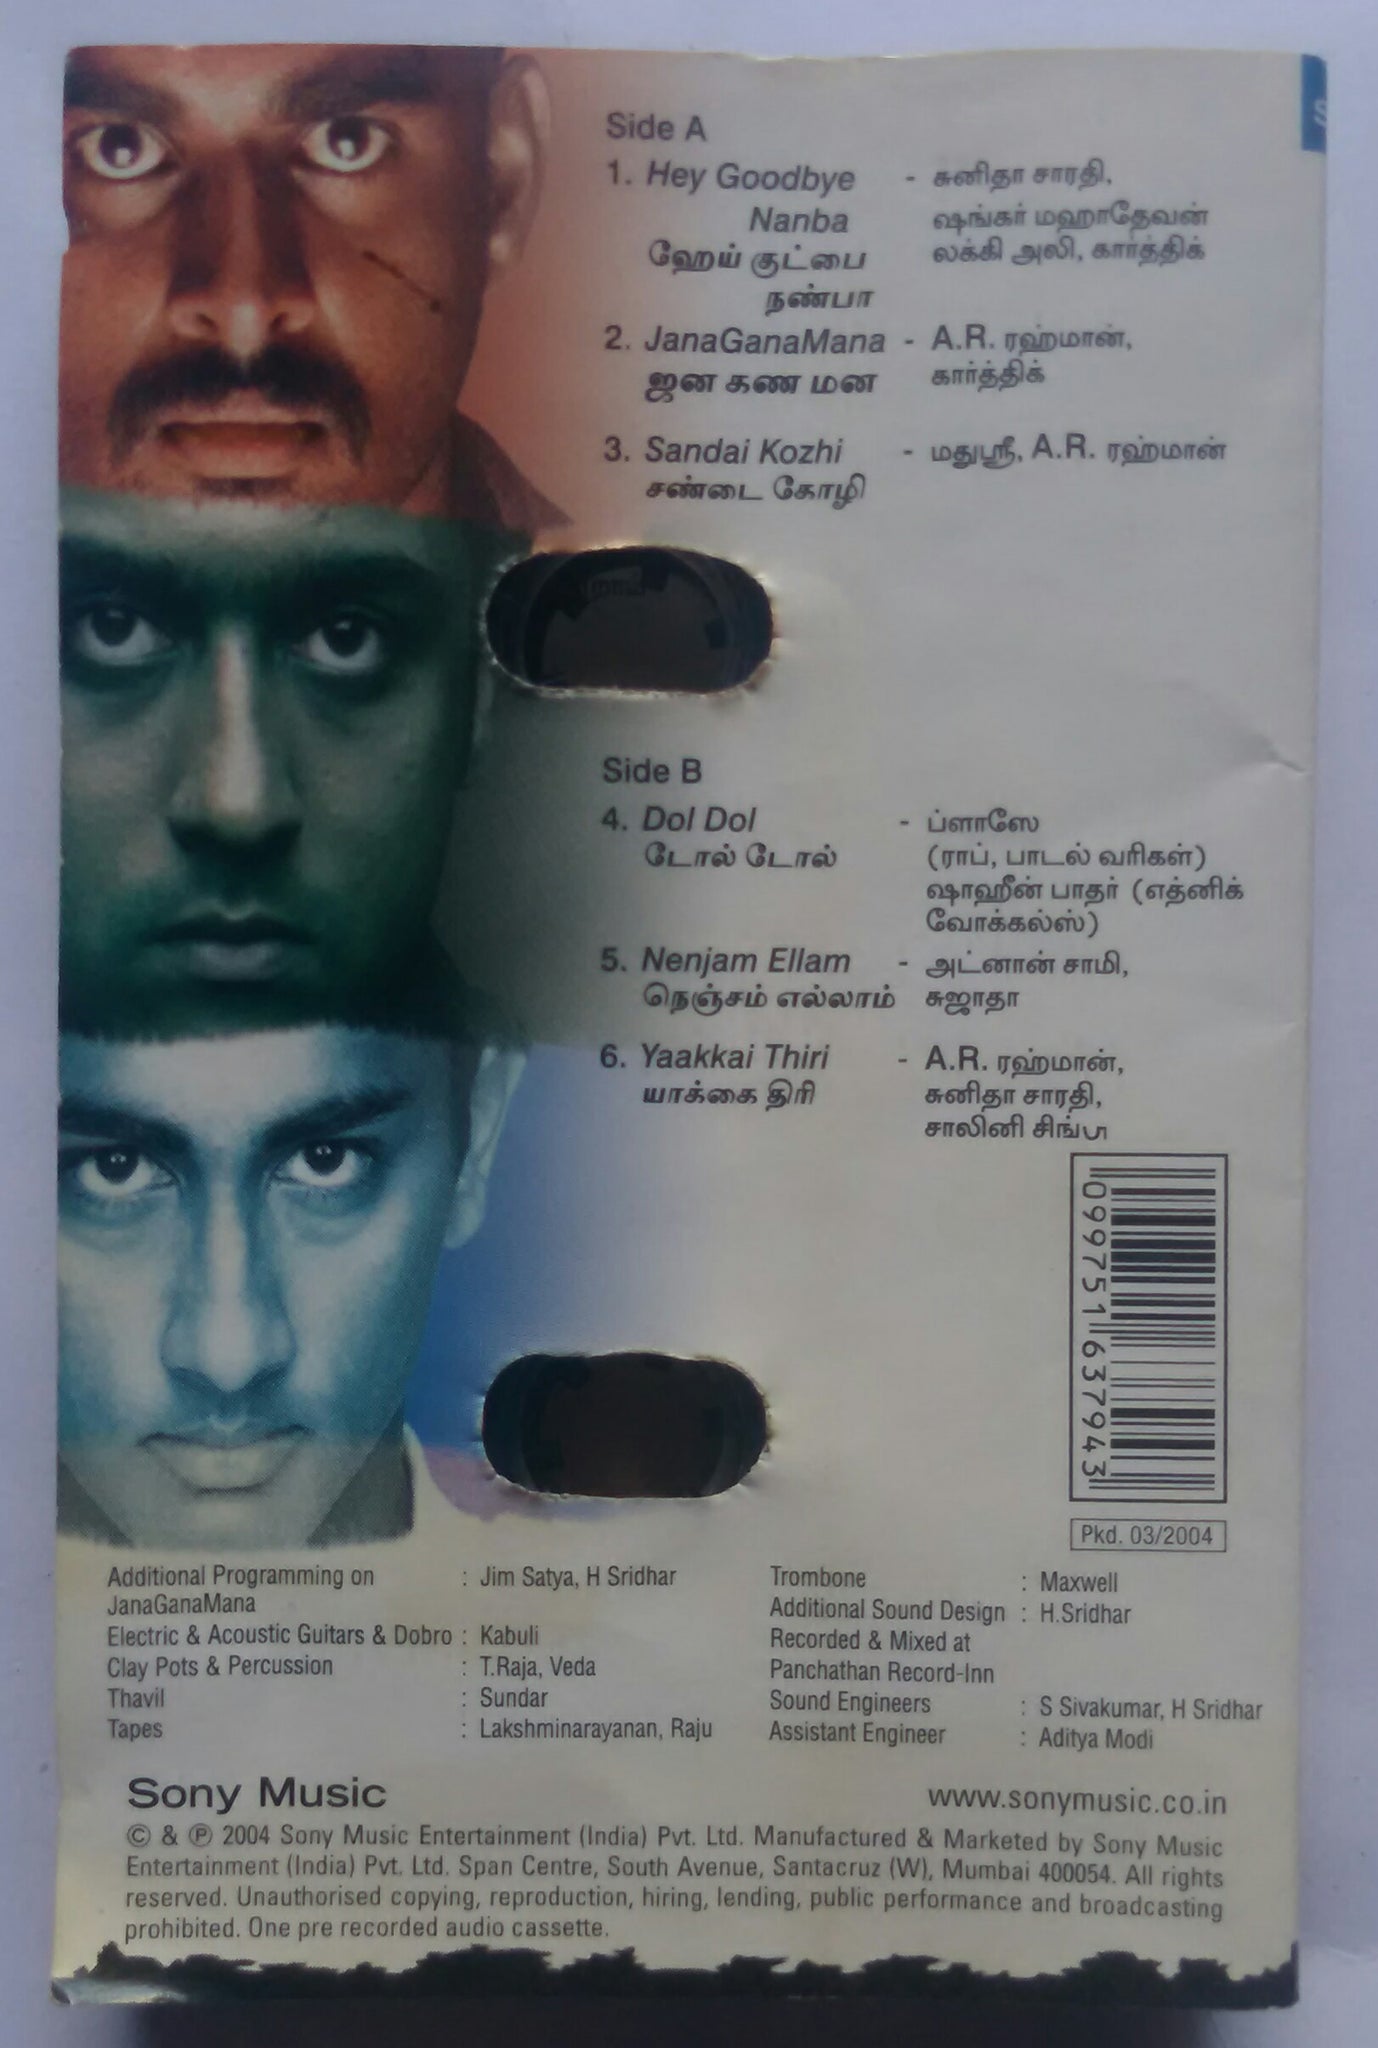 Side A
1. Hey Goodbye - சுனிதா சாரதி,
Nanba ஷங்கர் மஹாதேவன்
ஹேய் குட்பை லக்கி அலி, கார்த்திக்
நண்பா
2. JanaGanaMana - A.R. ரஹ்மான்,
ஜன கண மன கார்த்திக்
3. Sandai Kozhi - மதுஸ்ரீ, A.R. ரஹ்மான்
சண்டை கோழி
Side B
4. Dol Dol - ப்ளாஸே
டோல் டோல் (ராப், பாடல் வரிகள்)
ஷாஹீன் பாதர் (எத்னிக்
வோக்கல்ஸ்)
5. Nenjam Ellam - அட்னான் சாமி,
நெஞ்சம் எல்லாம் சுஜாதா
6. Yaakkai Thiri - A.R. ரஹ்மான்,
யாக்கை திரி சுனிதா சாரதி,
சாலினி
0 99751 63794 3
Pkd. 03/2004
Additional Programming on : Jim Satya, H Sridhar
JanaGanaMana
Electric & Acoustic Guitars & Dobro : Kabuli
Clay Pots & Percussion : T.Raja, Veda
Thavil : Sundar
Tapes : Lakshminarayanan, Raju
Trombone : Maxwell
Additional Sound Design : H.Sridhar
Recorded & Mixed at
Panchathan Record-Inn
Sound Engineers : S Sivakumar, H Sridhar
Assistant Engineer : Aditya Modi
Sony Music www.sonymusic.co.in
© & ℗ 2004 Sony Music Entertainment (India) Pvt. Ltd. Manufactured & Marketed by Sony Music
Entertainment (India) Pvt. Ltd. Span Centre, South Avenue, Santacruz (W), Mumbai 400054. All rights
reserved. Unauthorised copying, reproduction, hiring, lending, public performance and broadcasting
prohibited. One pre recorded audio cassette.